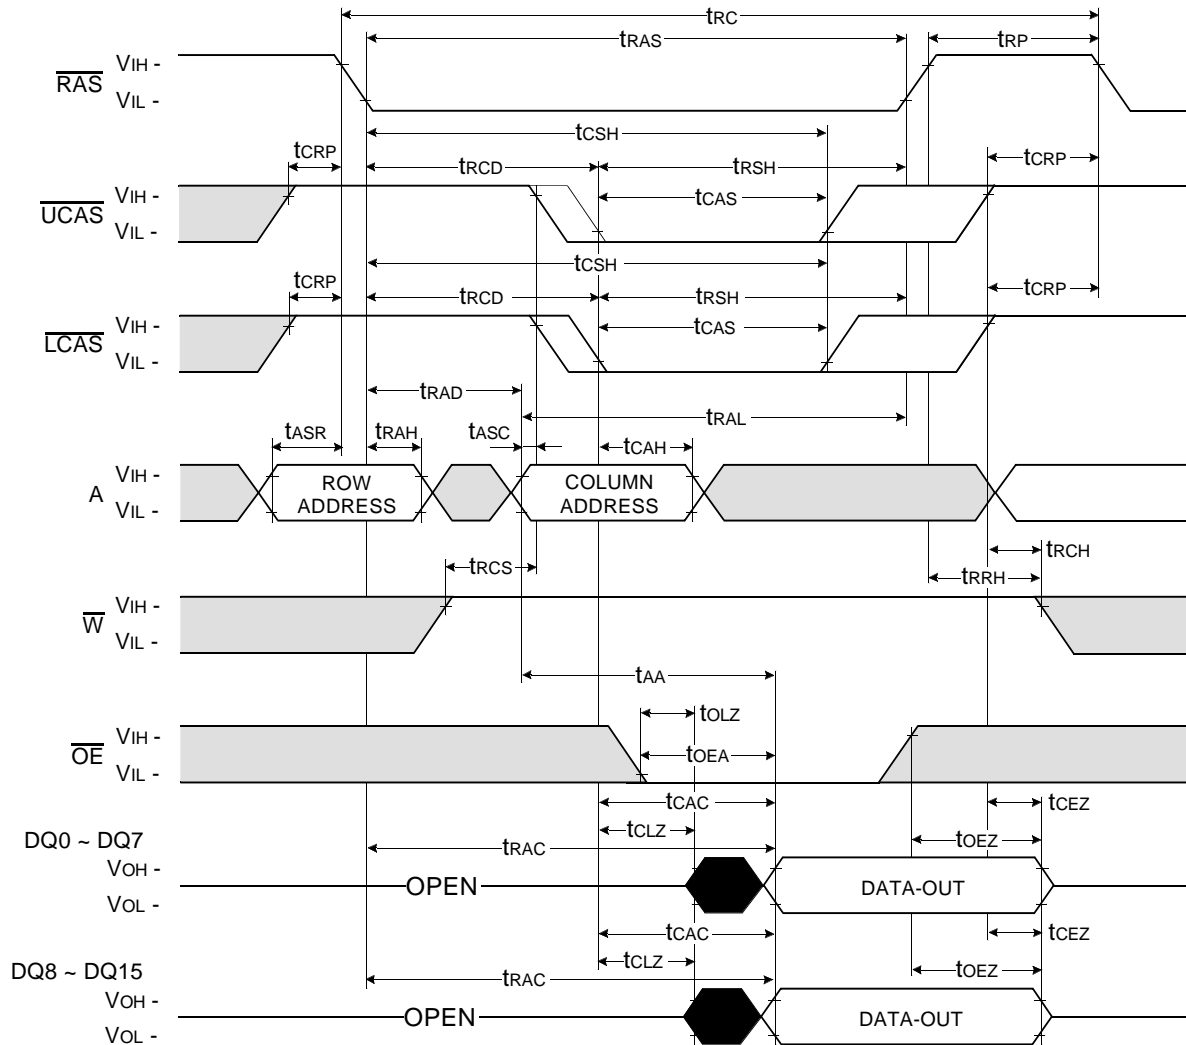 tRC
tRAS
tRP
VIH -
RAS
VIL -
tCSH
tCRP
tRCD
tRSH
tCRP
VIH -
tCAS
UCAS
VIL -
tCSH
tCRP
tRCD
tRSH
tCRP
VIH -
tCAS
LCAS
VIL -
tRAD
tRAL
tASR
tRAH
tASC
tCAH
VIH -
A
VIL -
ROW
ADDRESS
COLUMN
ADDRESS
tRCH
tRCS
tRRH
VIH -
W
VIL -
tAA
tOLZ
VIH -
OE
VIL -
tOEA
tCAC
tCEZ
tCLZ
tOEZ
DQ0 ~ DQ7
tRAC
VOH -
OPEN
DATA-OUT
VOL -
tCAC
tCEZ
tCLZ
tOEZ
DQ8 ~ DQ15
tRAC
VOH -
OPEN
DATA-OUT
VOL -